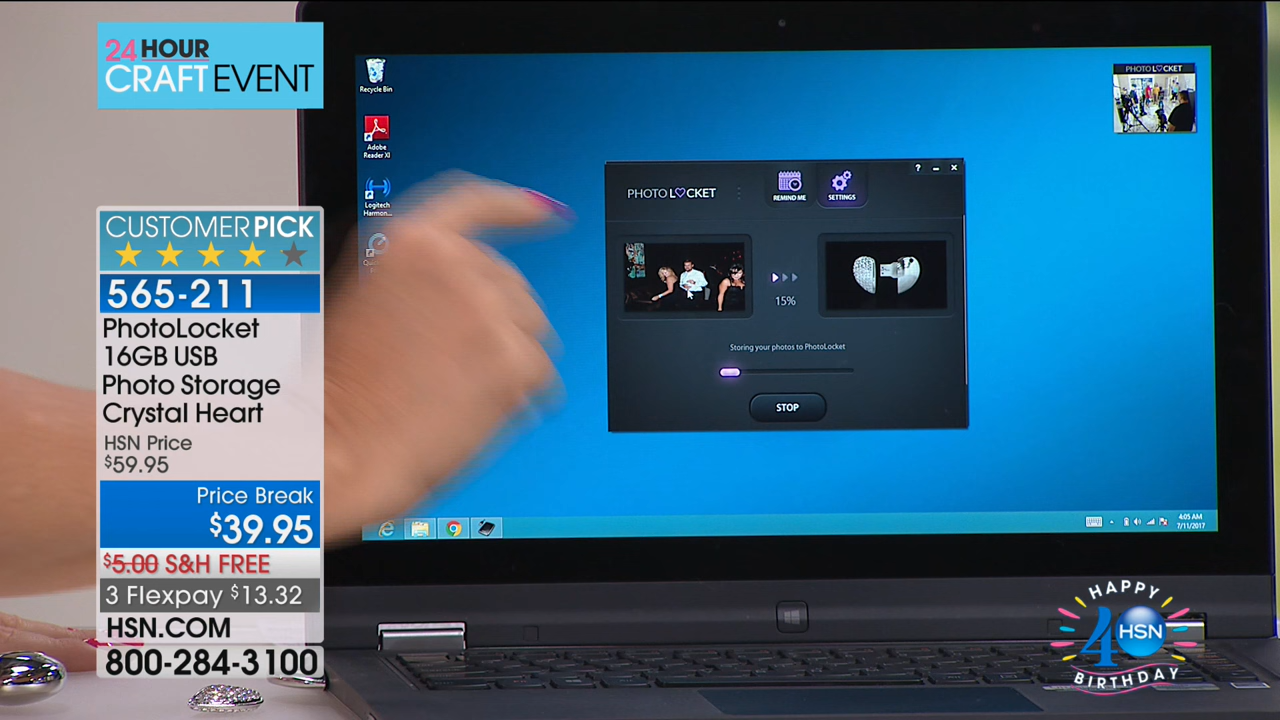 24 HOUR
CRAFT EVENT
CUSTOMER PICK
565-211
PhotoLocket
16GB USB
Photo Storage
Crystal Heart
HSN Price
$59.95
Price Break
$39.95
$5.00 S&H FREE
3 Flexpay $13.32
HSN.COM
800-284-3100
Recycle Bin
Adobe
Reader XI
Logitech
Harmon...
PHOTO LOCKET
PHOTO LOCKET
REMIND ME
SETTINGS
?
15%
Storing your photos to PhotoLocket
STOP
4:05 AM
7/11/2017
HAPPY
40
HSN
BIRTHDAY